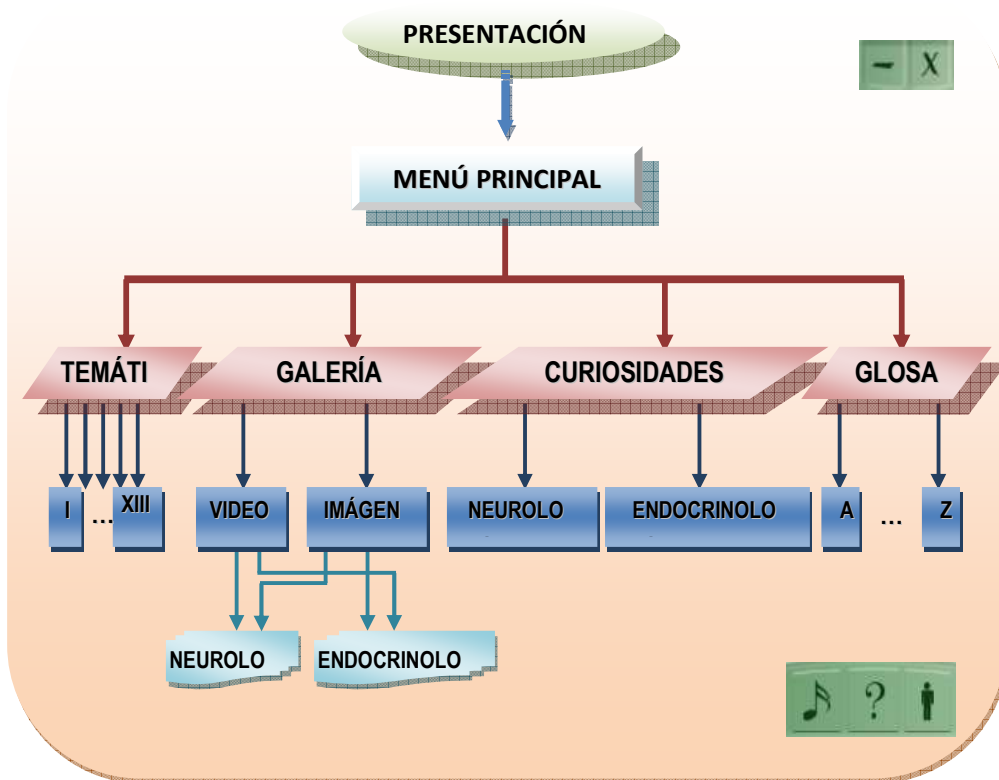 PRESENTACIÓN
- X
MENÚ PRINCIPAL
TEMÁTI
GALERÍA
CURIOSIDADES
GLOSA
I
...
XIII
VIDEO
IMÁGEN
NEUROLO
ENDOCRINOLO
A
...
Z
NEUROLO
ENDOCRINOLO
?